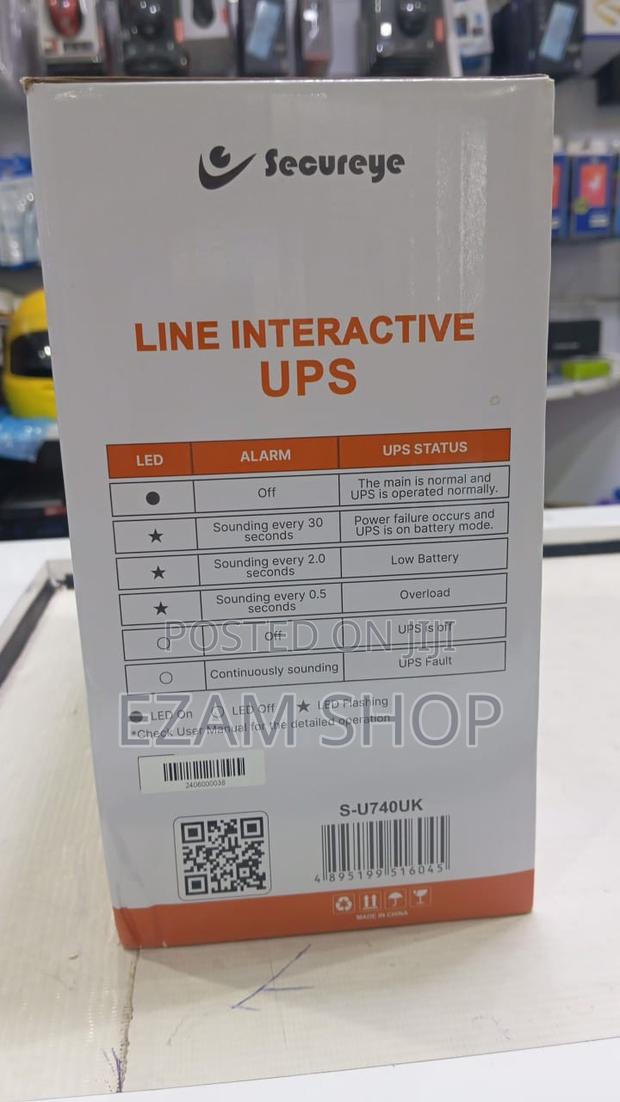 Secureye
LINE INTERACTIVE
UPS
LED ALARM UPS STATUS
● Off The main is normal and
UPS is operated normally.
★ Sounding every 30
seconds Power failure occurs and
UPS is on battery mode.
★ Sounding every 2.0
seconds Low Battery
★ Sounding every 0.5
seconds Overload
○ Off UPS is off
○ Continuously sounding UPS Fault
POSTED ON JIJI
● LED On ○ LED Off ★ LED Flashing
EZAM SHOP
*Check User Manual for the detailed operation
2406000036
S-U740UK
4 895199 516045
MADE IN CHINA